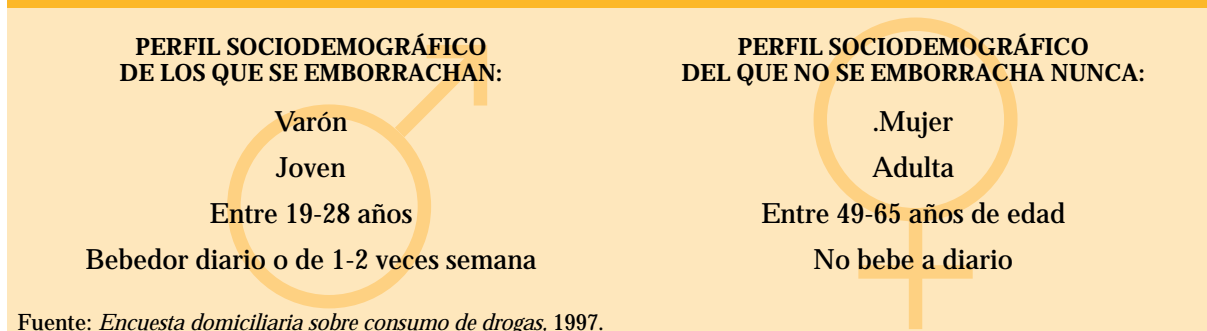 PERFIL SOCIODEMOGRÁFICO
DE LOS QUE SE EMBORRACHAN:
Varón
Joven
Entre 19-28 años
Bebedor diario o de 1-2 veces semana
PERFIL SOCIODEMOGRÁFICO
DEL QUE NO SE EMBORRACHA NUNCA:
.Mujer
Adulta
Entre 49-65 años de edad
No bebe a diario
Fuente: Encuesta domiciliaria sobre consumo de drogas, 1997.